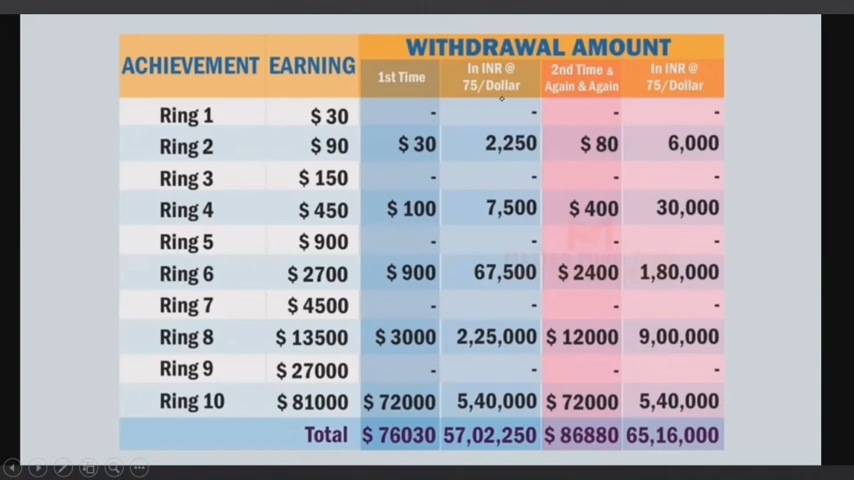 WITHDRAWAL AMOUNT
ACHIEVEMENT EARNING 1st Time In INR @ 75/Dollar 2nd Time & Again & Again In INR @ 75/Dollar
Ring 1 $ 30 - - - -
Ring 2 $ 90 $ 30 2,250 $ 80 6,000
Ring 3 $ 150 - - - -
Ring 4 $ 450 $ 100 7,500 $ 400 30,000
Ring 5 $ 900 - - - -
Ring 6 $ 2700 $ 900 67,500 $ 2400 1,80,000
Ring 7 $ 4500 - - - -
Ring 8 $ 13500 $ 3000 2,25,000 $ 12000 9,00,000
Ring 9 $ 27000 - - - -
Ring 10 $ 81000 $ 72000 5,40,000 $ 72000 5,40,000
Total $ 76030 57,02,250 $ 86880 65,16,000